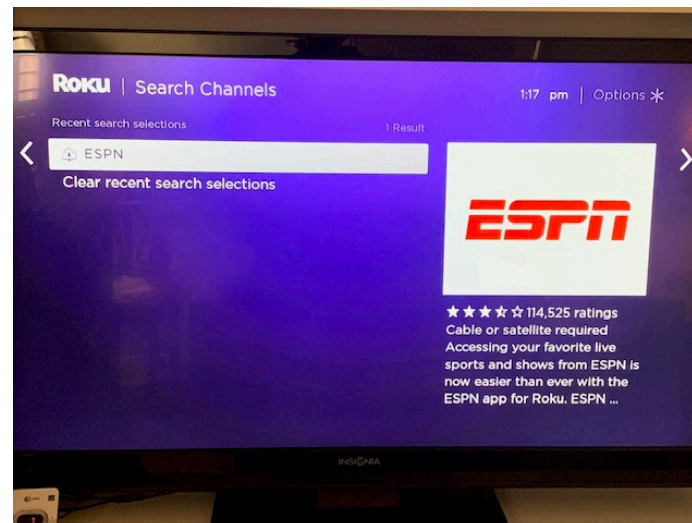 Roku | Search Channels
1:17 pm | Options
Recent search selections
1 Result
ESPN
Clear recent search selections
ESPN
114,525 ratings
Cable or satellite required
Accessing your favorite live
sports and shows from ESPN is
now easier than ever with the
ESPN app for Roku. ESPN ...
INSIGNIA